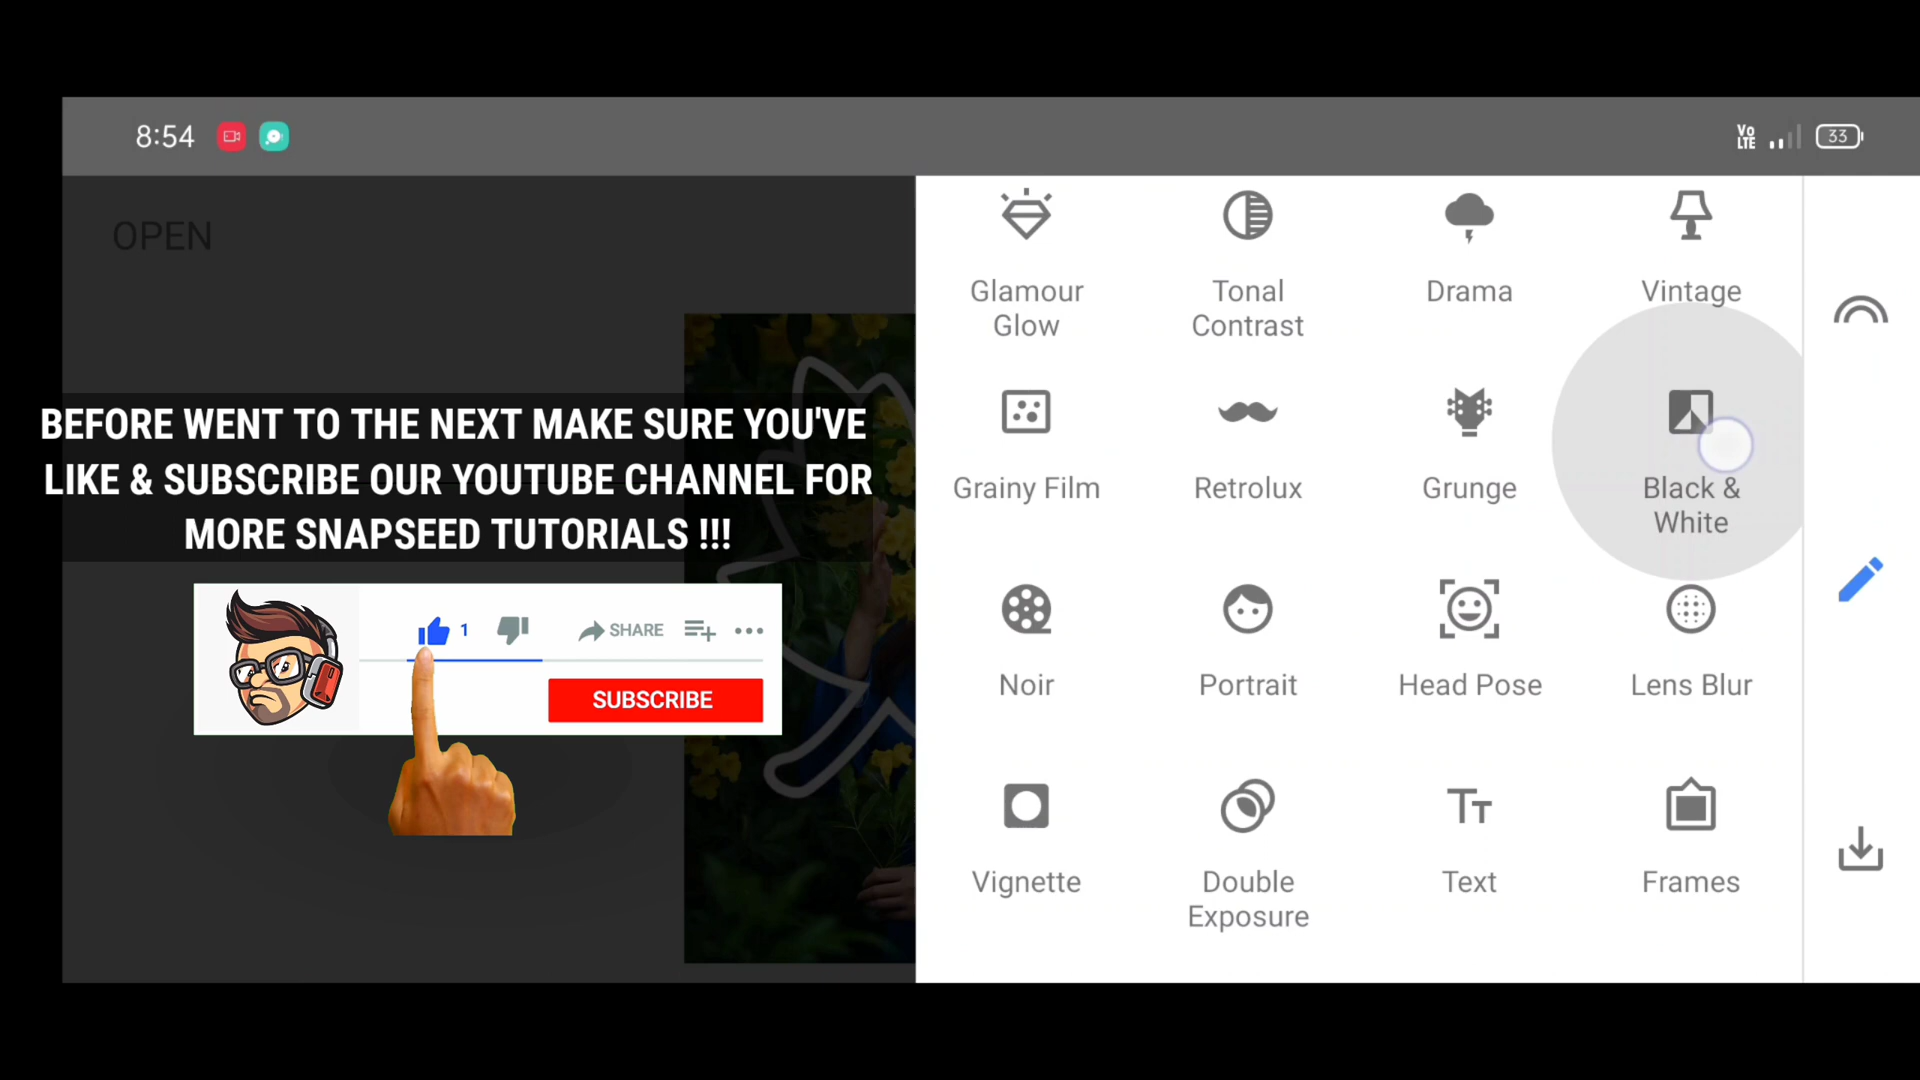 8:54
Vo
LTE
33
OPEN
BEFORE WENT TO THE NEXT MAKE SURE YOU'VE
LIKE & SUBSCRIBE OUR YOUTUBE CHANNEL FOR
MORE SNAPSEED TUTORIALS !!!
1
SHARE
SUBSCRIBE
Glamour
Glow
Tonal
Contrast
Drama
Vintage
Grainy Film
Retrolux
Grunge
Black &
White
Noir
Portrait
Head Pose
Lens Blur
Vignette
Double
Exposure
Text
Frames